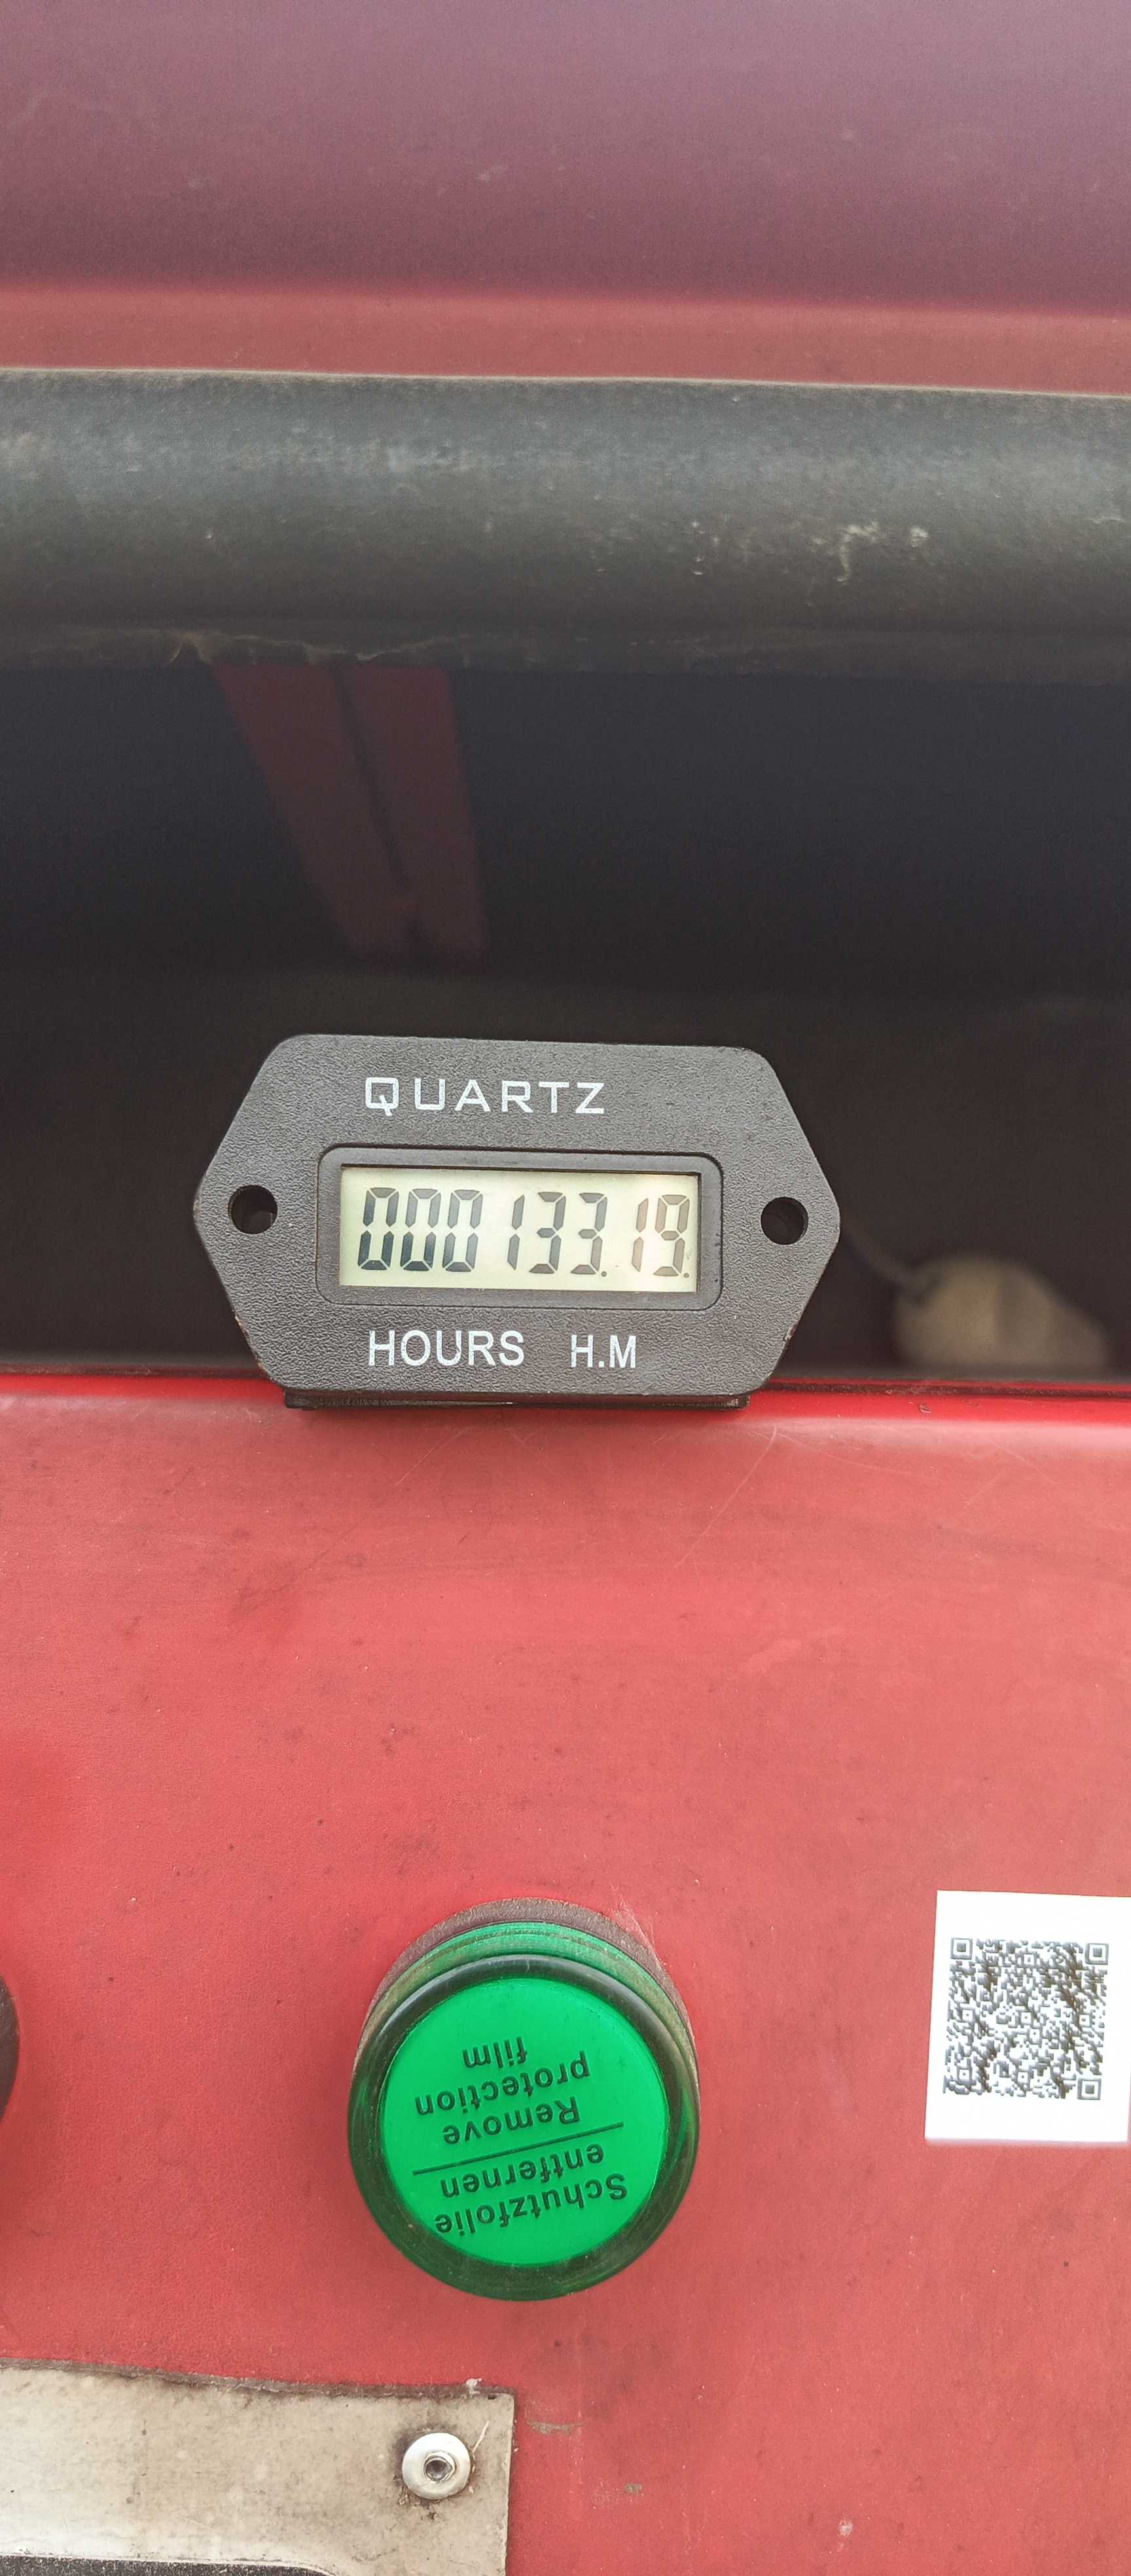 QUARTZ
000133.19.
HOURS H.M
Schutzfolie
entfernen
Remove
protection
film